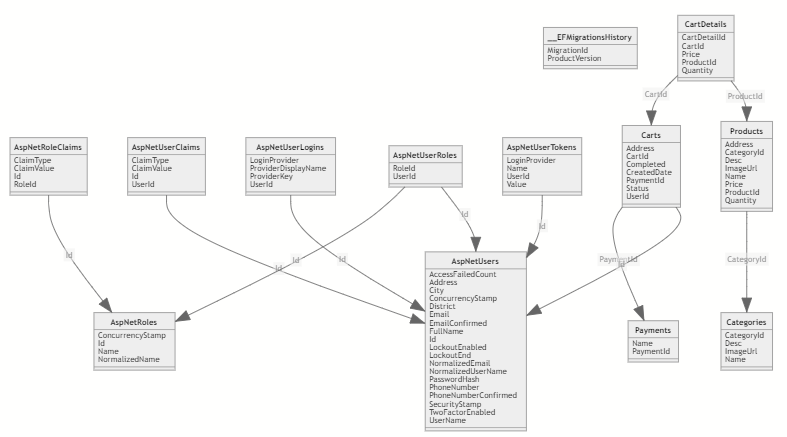 CartDetails
CartDetailId
CartId
Price
ProductId
Quantity
__EFMigrationsHistory
MigrationId
ProductVersion
CartId
ProductId
AspNetRoleClaims
ClaimType
ClaimValue
Id
RoleId
AspNetUserClaims
ClaimType
ClaimValue
Id
UserId
AspNetUserLogins
LoginProvider
ProviderDisplayName
ProviderKey
UserId
AspNetUserRoles
RoleId
UserId
AspNetUserTokens
LoginProvider
Name
UserId
Value
Carts
Address
CartId
Completed
CreatedDate
PaymentId
Status
UserId
Products
Address
CategoryId
Desc
ImageUrl
Name
Price
ProductId
Quantity
Id
Id
Id
Id
Id
Id
PaymentId
Id
CategoryId
AspNetRoles
ConcurrencyStamp
Id
Name
NormalizedName
AspNetUsers
AccessFailedCount
Address
City
ConcurrencyStamp
District
Email
EmailConfirmed
FullName
Id
LockoutEnabled
LockoutEnd
NormalizedEmail
NormalizedUserName
PasswordHash
PhoneNumber
PhoneNumberConfirmed
SecurityStamp
TwoFactorEnabled
UserName
Payments
Name
PaymentId
Categories
CategoryId
Desc
ImageUrl
Name